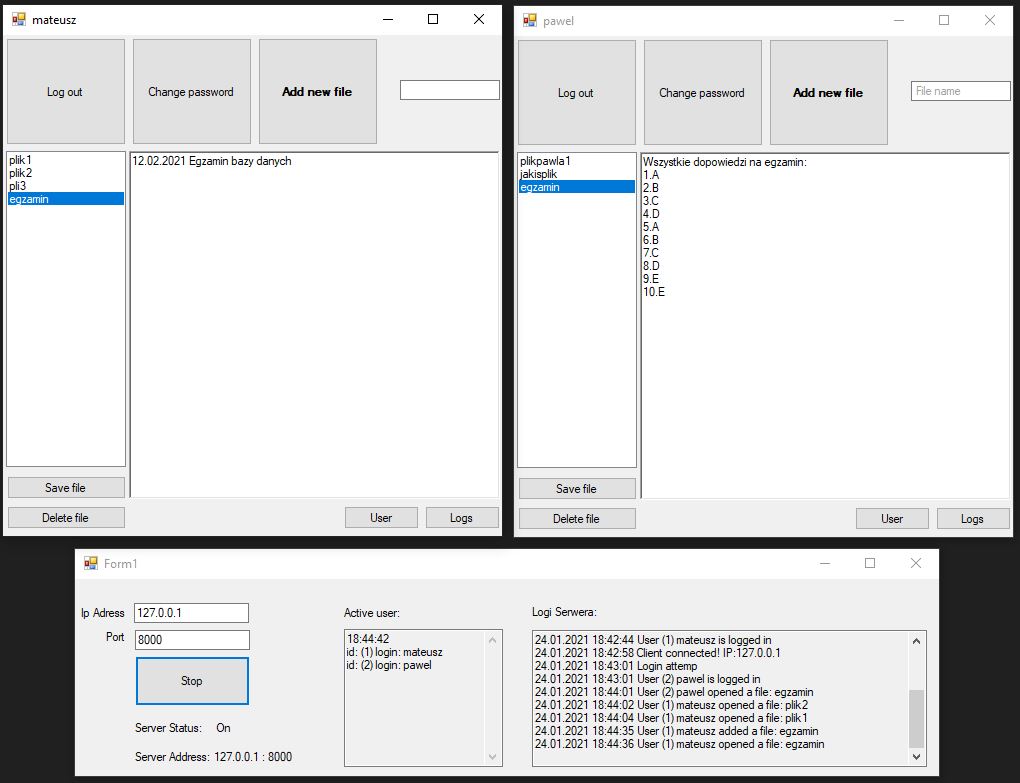 mateusz
Log out
Change password
Add new file
plik1
plik2
pli3
egzamin
12.02.2021 Egzamin bazy danych
Save file
Delete file
User
Logs
pawel
Log out
Change password
Add new file
File name
plikpawla1
jakisplik
egzamin
Wszystkie dopowiedzi na egzamin:
1.A
2.B
3.C
4.D
5.A
6.B
7.C
8.D
9.E
10.E
Save file
Delete file
User
Logs
Form1
Ip Adress
127.0.0.1
Port
8000
Stop
Server Status: On
Server Address: 127.0.0.1 : 8000
Active user:
18:44:42
id: (1) login: mateusz
id: (2) login: pawel
Logi Serwera:
24.01.2021 18:42:44 User (1) mateusz is logged in
24.01.2021 18:42:58 Client connected! IP:127.0.0.1
24.01.2021 18:43:01 Login attemp
24.01.2021 18:43:01 User (2) pawel is logged in
24.01.2021 18:44:01 User (2) pawel opened a file: egzamin
24.01.2021 18:44:02 User (1) mateusz opened a file: plik2
24.01.2021 18:44:04 User (1) mateusz opened a file: plik1
24.01.2021 18:44:35 User (1) mateusz added a file: egzamin
24.01.2021 18:44:36 User (1) mateusz opened a file: egzamin